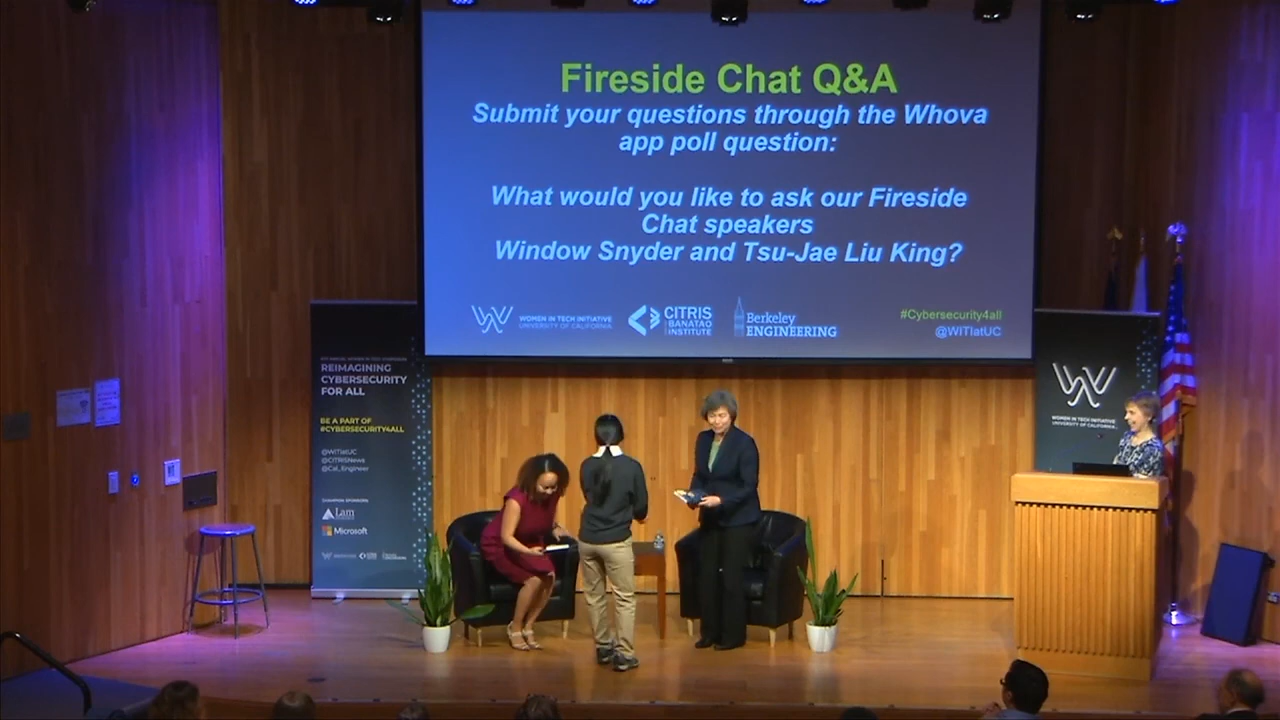 Fireside Chat Q&A
Submit your questions through the Whova
app poll question:
What would you like to ask our Fireside
Chat speakers
Window Snyder and Tsu-Jae Liu King?
WOMEN IN TECH INITIATIVE
UNIVERSITY OF CALIFORNIA
CITRIS
BANATAO
INSTITUTE
Berkeley
ENGINEERING
#Cybersecurity4all
@WITIatUC
REIMAGINING
CYBERSECURITY
FOR ALL
BE A PART OF
#CYBERSECURITY4ALL
@WITIatUC
@CITRISNews
@Cal_Engineer
CHAMPION SPONSORS
Lam
Microsoft
WOMEN IN TECH INITIATIVE
UNIVERSITY OF CALIFORNIA